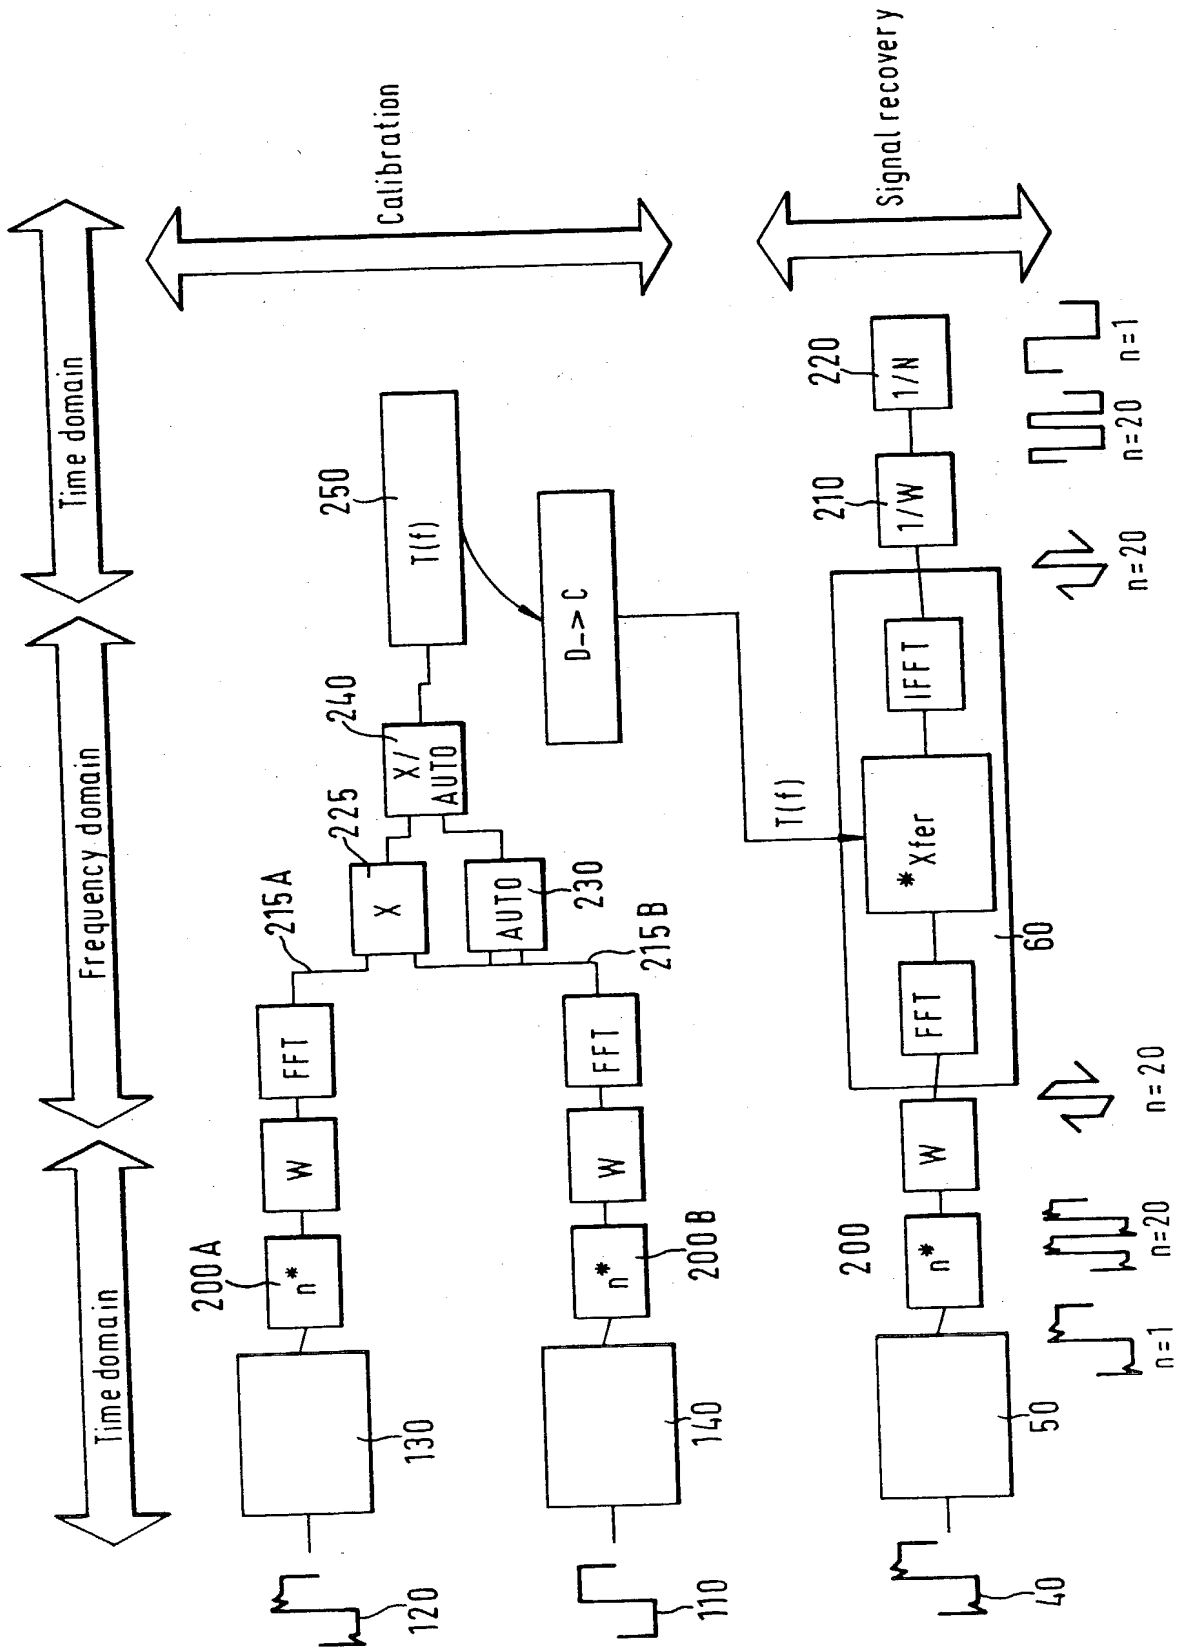 Time domain
Frequency domain
Time domain
Calibration
Signal recovery
120
130
200A
n*
W
FFT
215A
X
225
X/
AUTO
240
T(f)
250
110
140
n*
200B
W
FFT
215B
AUTO
230
D–>C
T(f)
40
50
200
n*
W
FFT
*Xfer
IFFT
60
1/W
210
1/N
220
n=1
n=20
n=20
n=20
n=20
n=1